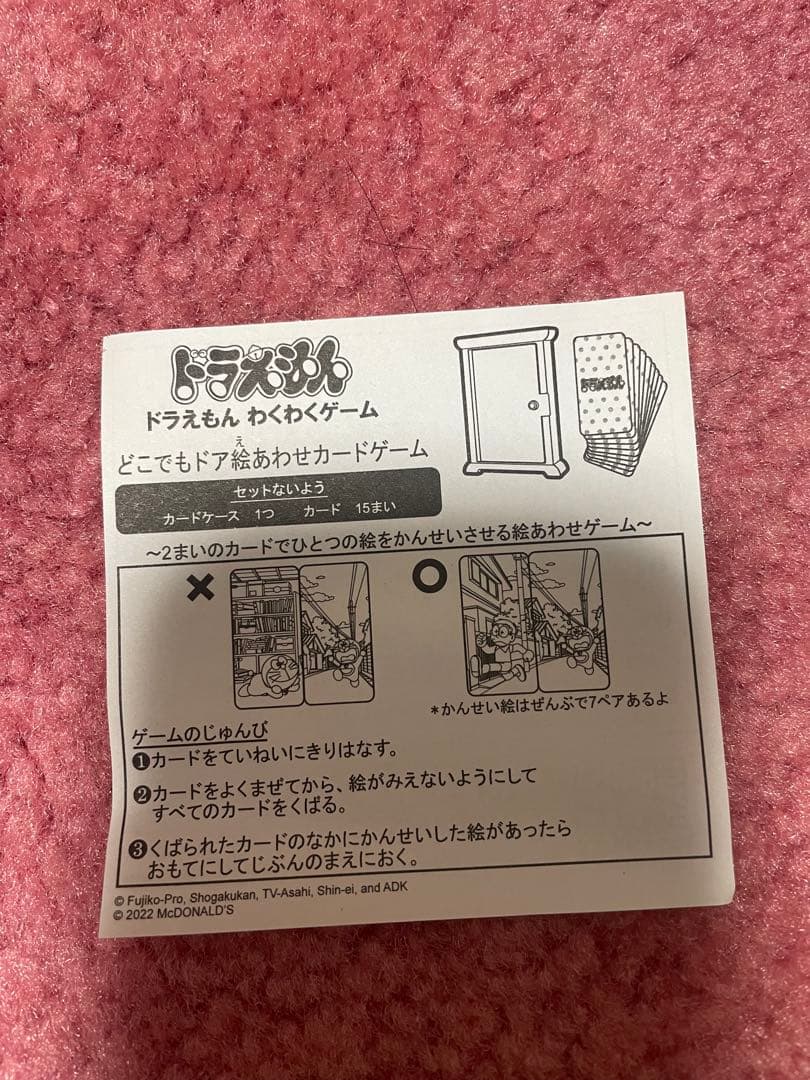 ドラえもん
ドラえもん わくわくゲーム
どこでもドア絵あわせカードゲーム
え
セットないよう
カードケース 1つ カード 15まい
ドラえもん
～2まいのカードでひとつの絵をかんせいさせる絵あわせゲーム～
*かんせい絵はぜんぶで7ペアあるよ
ゲームのじゅんび
❶カードをていねいにきりはなす。
❷カードをよくまぜてから、絵がみえないようにして
すべてのカードをくばる。
❸くばられたカードのなかにかんせいした絵があったら
おもてにしてじぶんのまえにおく。
© Fujiko-Pro, Shogakukan, TV-Asahi, Shin-ei, and ADK
© 2022 McDONALD'S